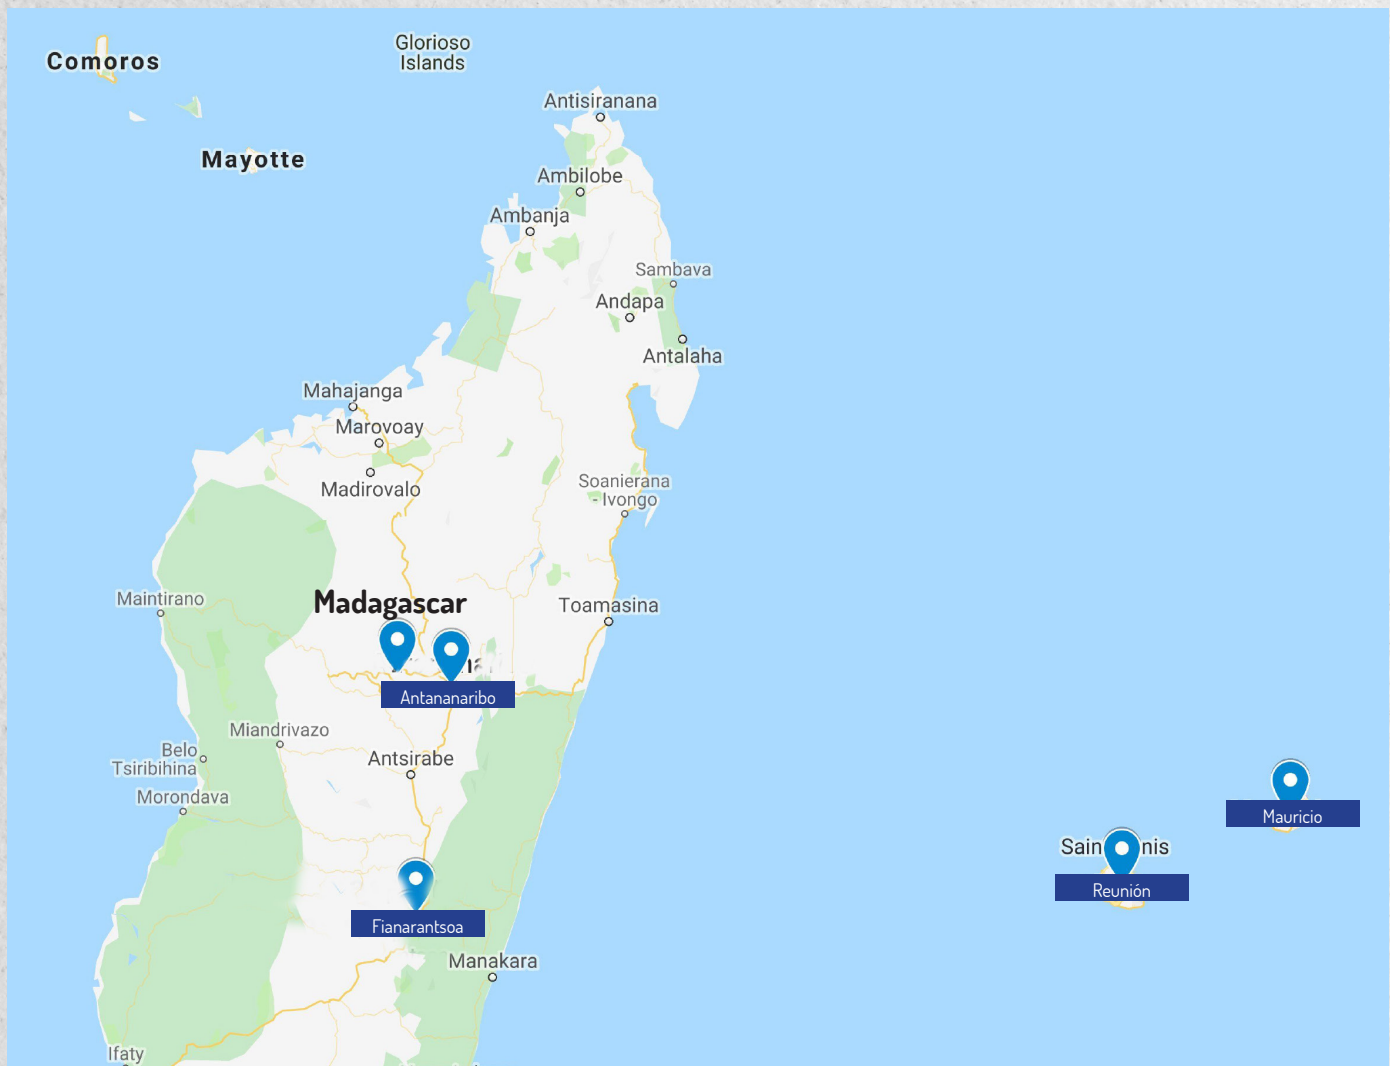 Glorioso
Islands
Comoros
Antisiranana
Mayotte
Ambilobe
Ambanja
Sambava
Andapa
Antalaha
Mahajanga
Marovoay
Soanierana
- Ivongo
Madirovalo
Maintirano
Madagascar
Toamasina
Antananaribo
Miandrivazo
Belo
Tsiribihina
Antsirabe
Morondava
Mauricio
Reunión
Fianarantsoa
Manakara
Ifaty